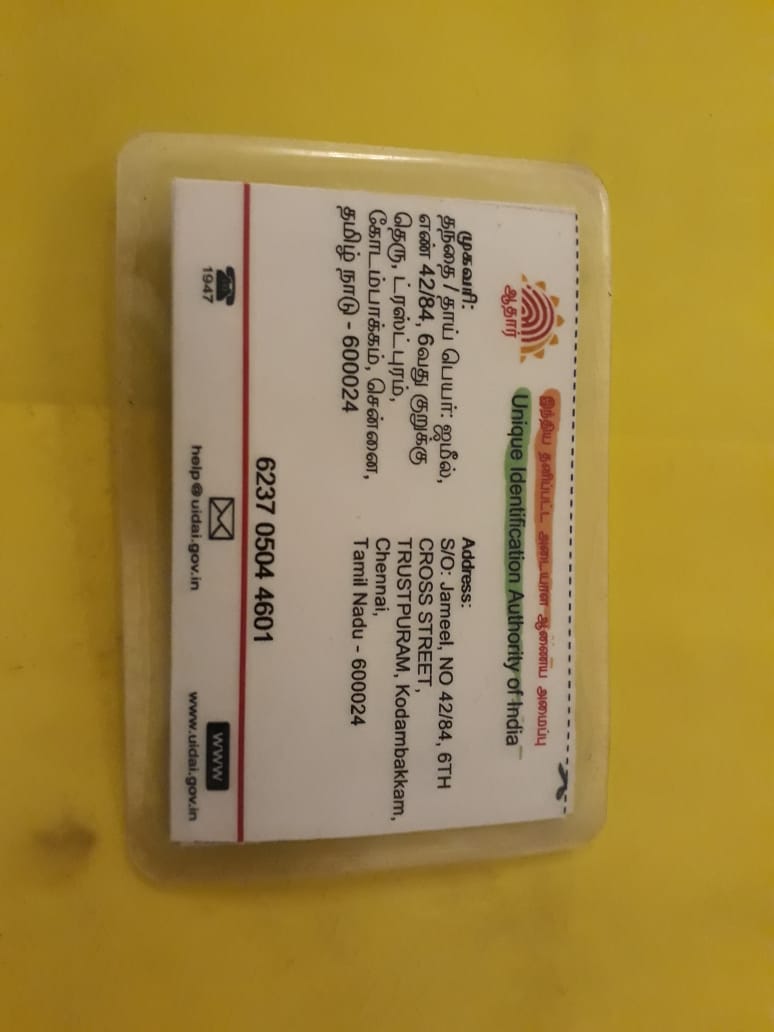 ஆதார்
இந்திய தனிப்பட்ட அடையாள ஆணைய அமைப்பு
Unique Identification Authority of India
முகவரி:
தந்தை / தாய் பெயர்: ஜமீல்,
எண் 42/84, 6வது குறுக்கு
தெரு, ட்ரஸ்ட்புரம்,
கோடம்பாக்கம், சென்னை,
தமிழ் நாடு - 600024
Address:
S/O: Jameel, NO 42/84, 6TH
CROSS STREET,
TRUSTPURAM, Kodambakkam,
Chennai,
Tamil Nadu - 600024
6237 0504 4601
1947
help@uidai.gov.in
www
www.uidai.gov.in